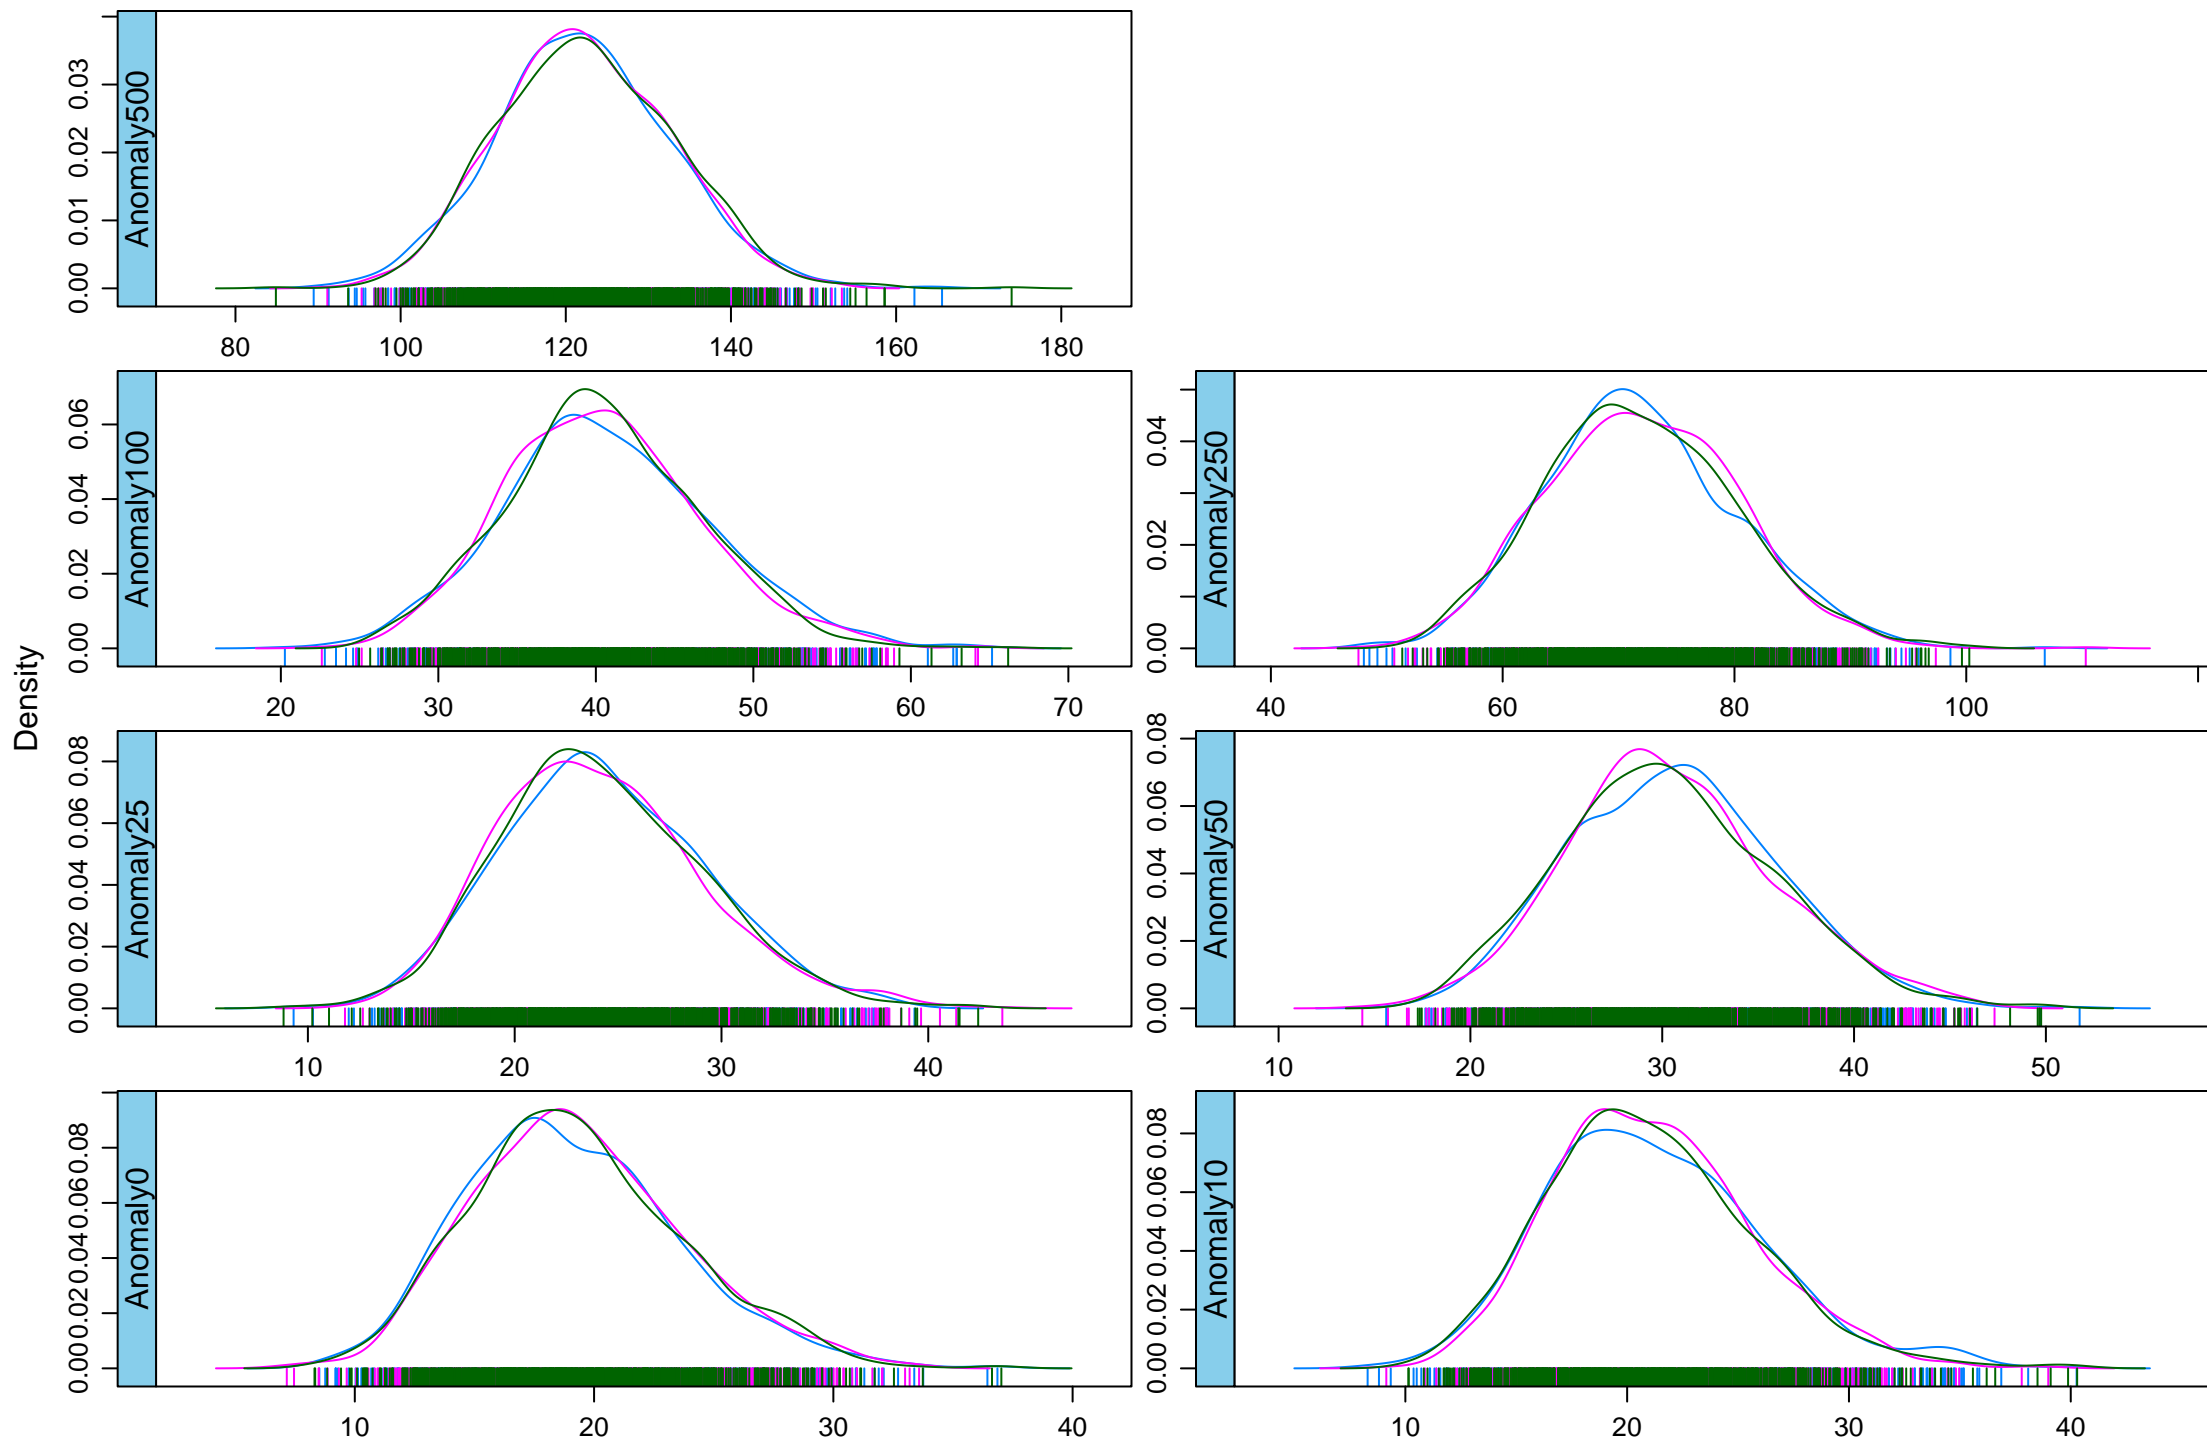 Density
Anomaly500
0.00 0.01 0.02 0.03
80 100 120 140 160 180
Anomaly100
0.00 0.02 0.04 0.06
20 30 40 50 60 70
Anomaly250
0.00 0.02 0.04
40 60 80 100
Anomaly25
0.00 0.02 0.04 0.06 0.08
10 20 30 40
Anomaly50
0.00 0.02 0.04 0.06 0.08
10 20 30 40 50
Anomaly0
0.00 0.02 0.04 0.06 0.08
10 20 30 40
Anomaly10
0.00 0.02 0.04 0.06 0.08
10 20 30 40